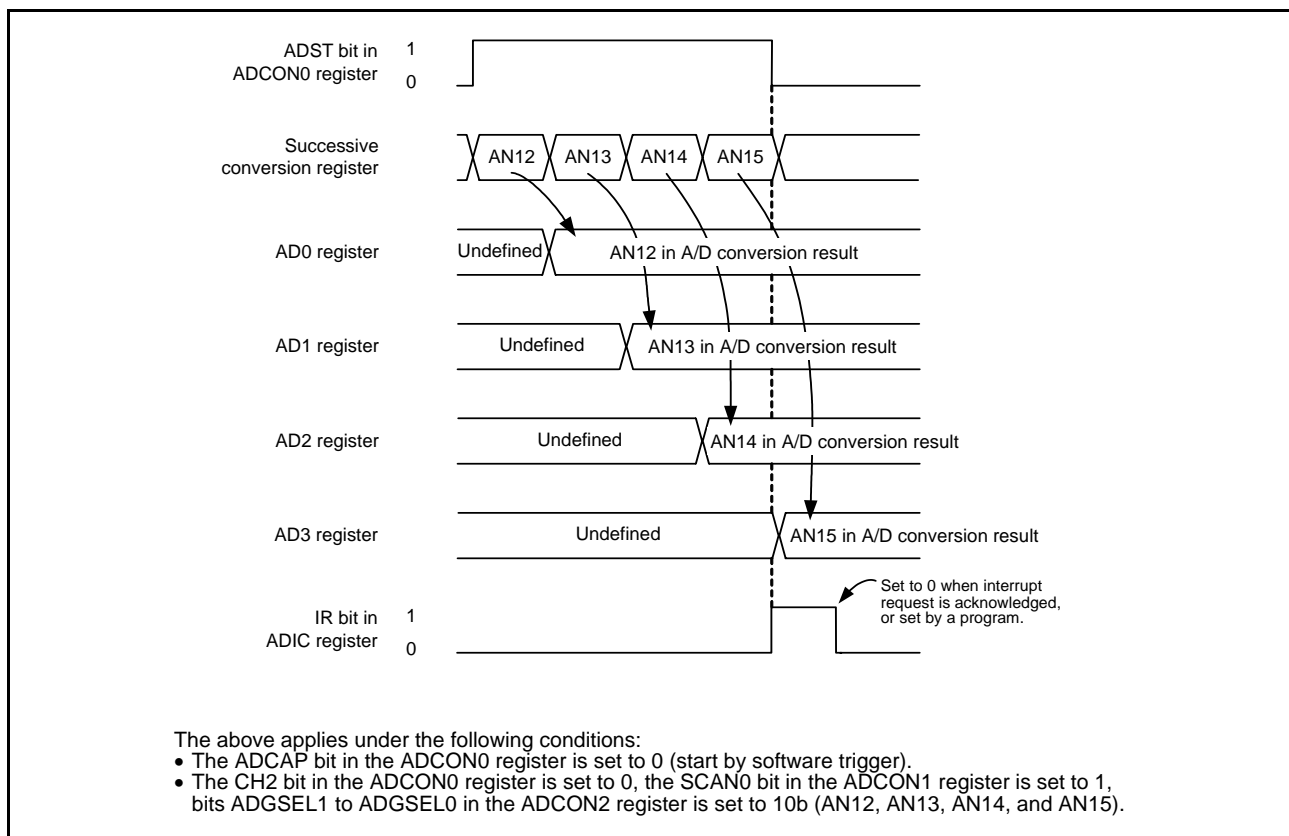 ADST bit in
ADCON0 register
1
0
Successive
conversion register
AN12
AN13
AN14
AN15
AD0 register
Undefined
AN12 in A/D conversion result
AD1 register
Undefined
AN13 in A/D conversion result
AD2 register
Undefined
AN14 in A/D conversion result
AD3 register
Undefined
AN15 in A/D conversion result
IR bit in
ADIC register
1
0
Set to 0 when interrupt
request is acknowledged,
or set by a program.
The above applies under the following conditions:
• The ADCAP bit in the ADCON0 register is set to 0 (start by software trigger).
• The CH2 bit in the ADCON0 register is set to 0, the SCAN0 bit in the ADCON1 register is set to 1,
bits ADGSEL1 to ADGSEL0 in the ADCON2 register is set to 10b (AN12, AN13, AN14, and AN15).